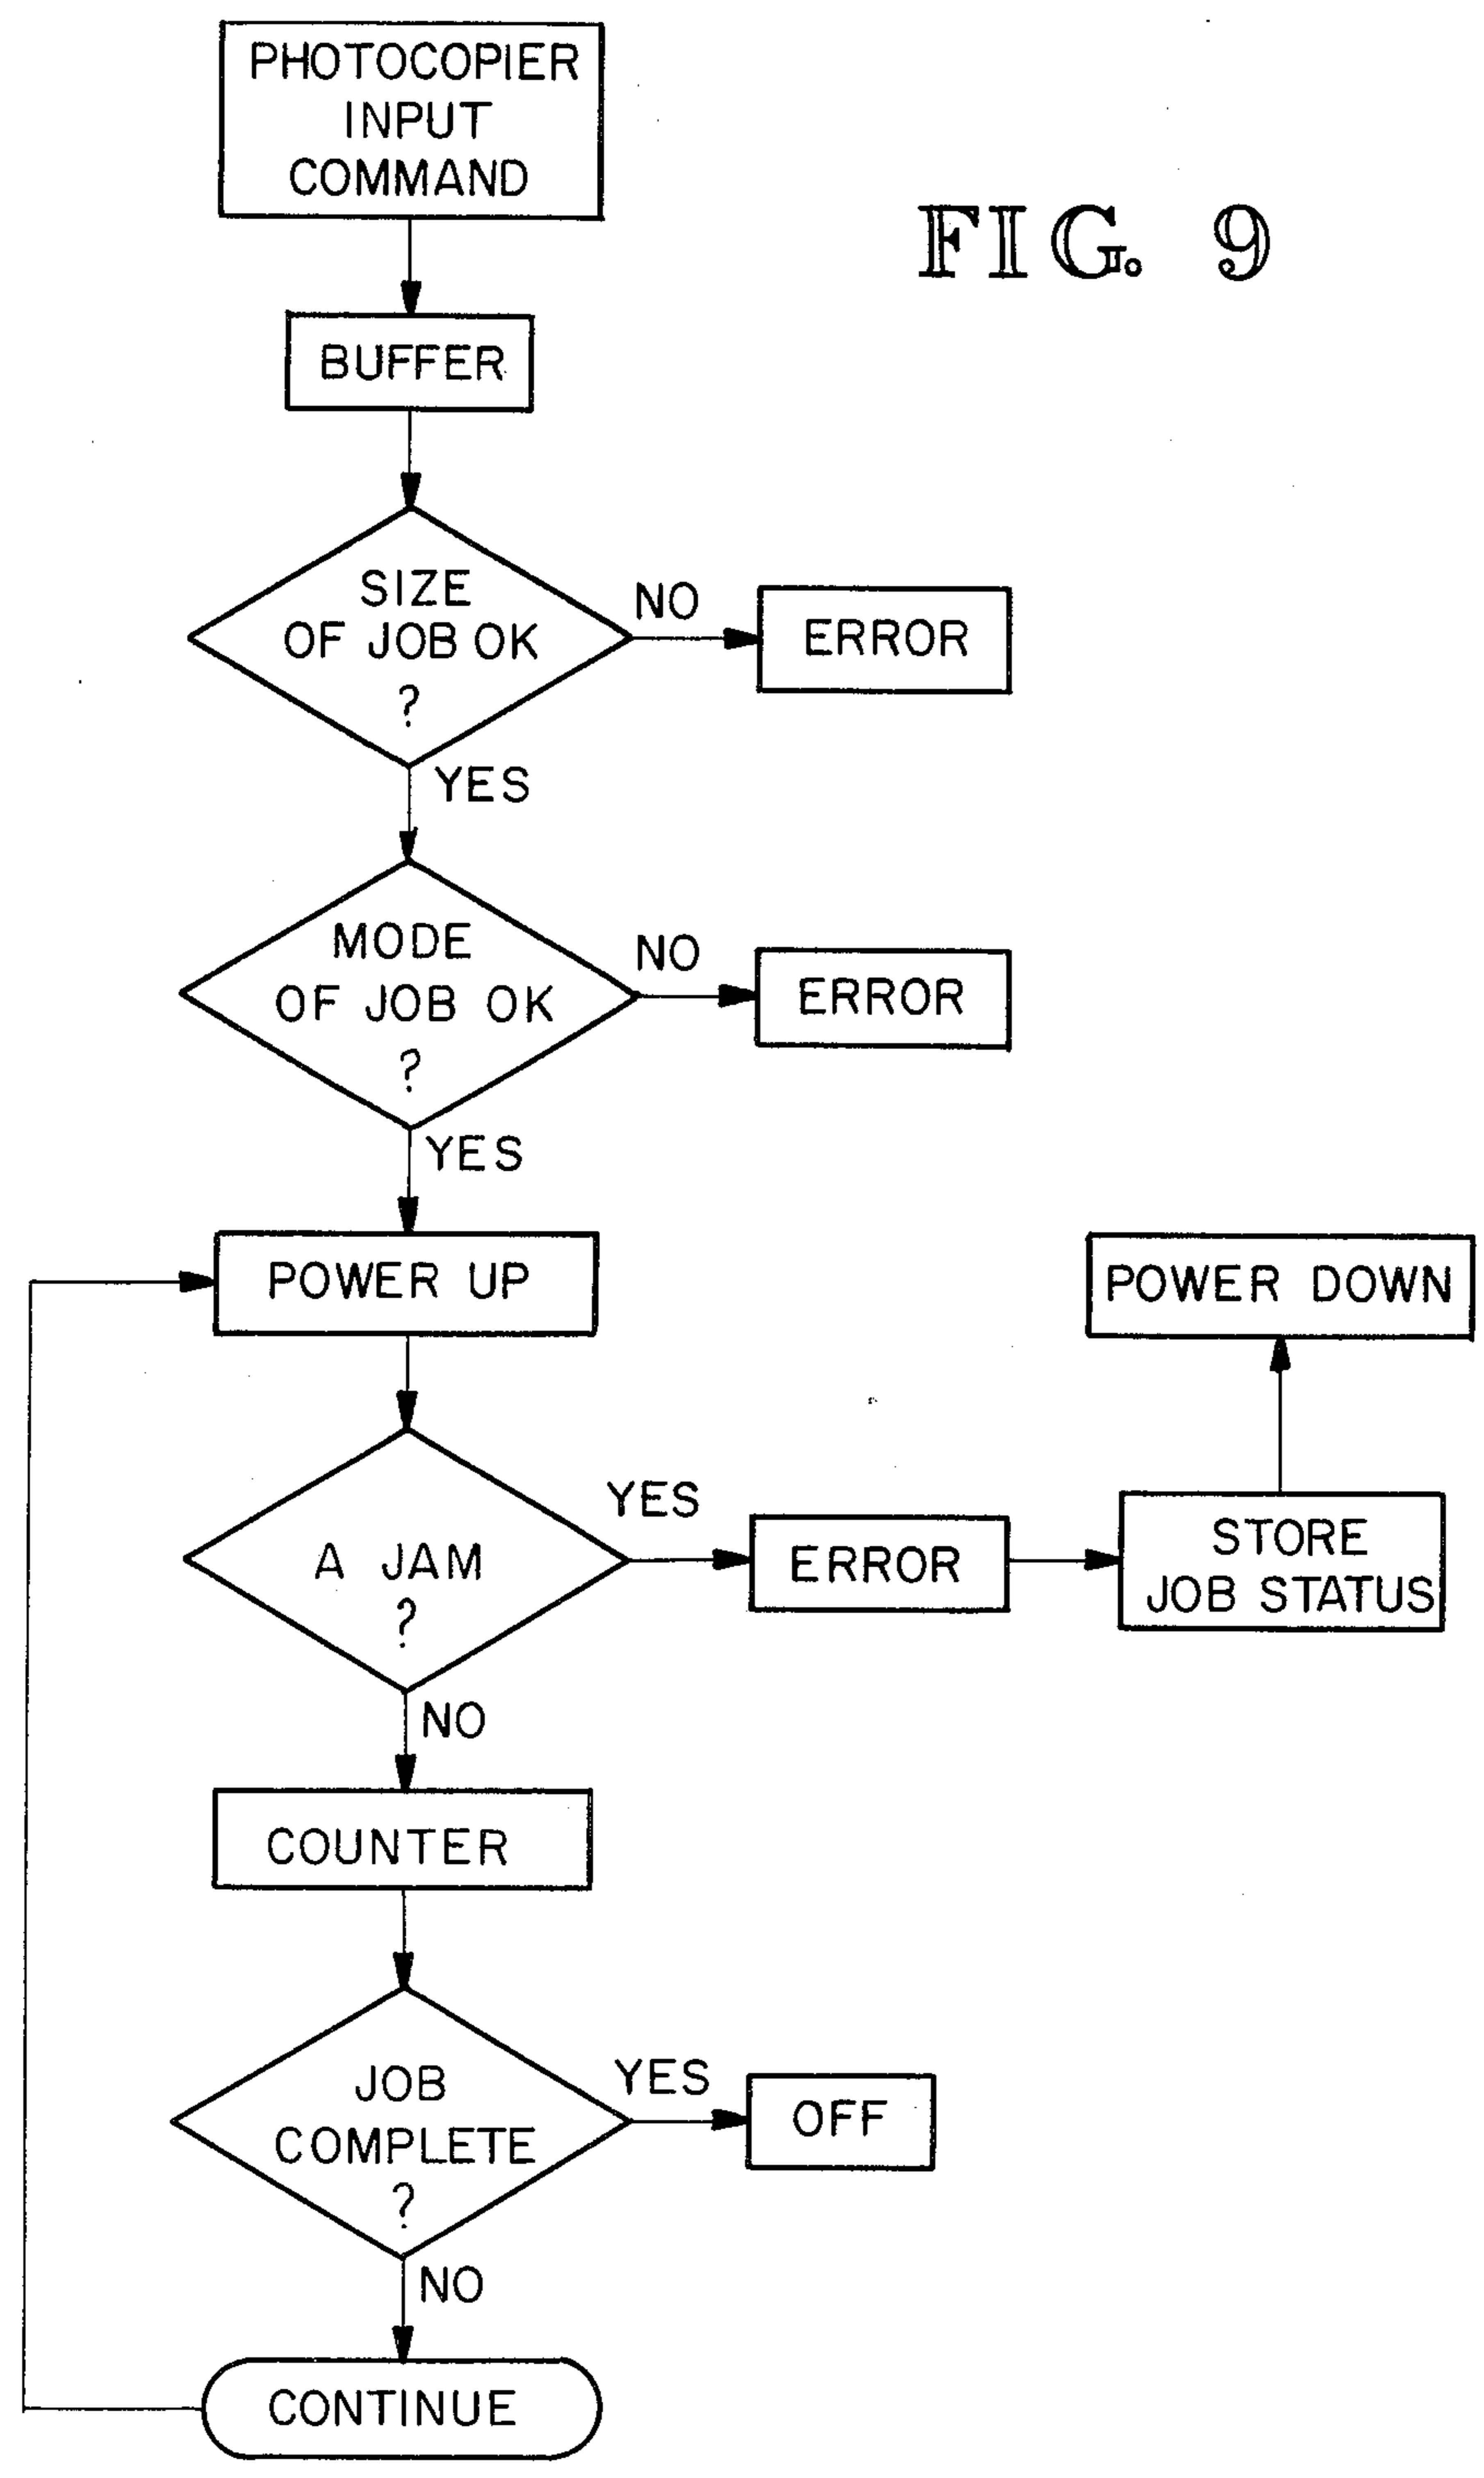 PHOTOCOPIER
INPUT
COMMAND
FIG. 9
BUFFER
SIZE
OF JOB OK
?
NO
ERROR
YES
MODE
OF JOB OK
?
NO
ERROR
YES
POWER UP
POWER DOWN
A JAM
?
YES
ERROR
STORE
JOB STATUS
NO
COUNTER
JOB
COMPLETE
?
YES
OFF
NO
CONTINUE